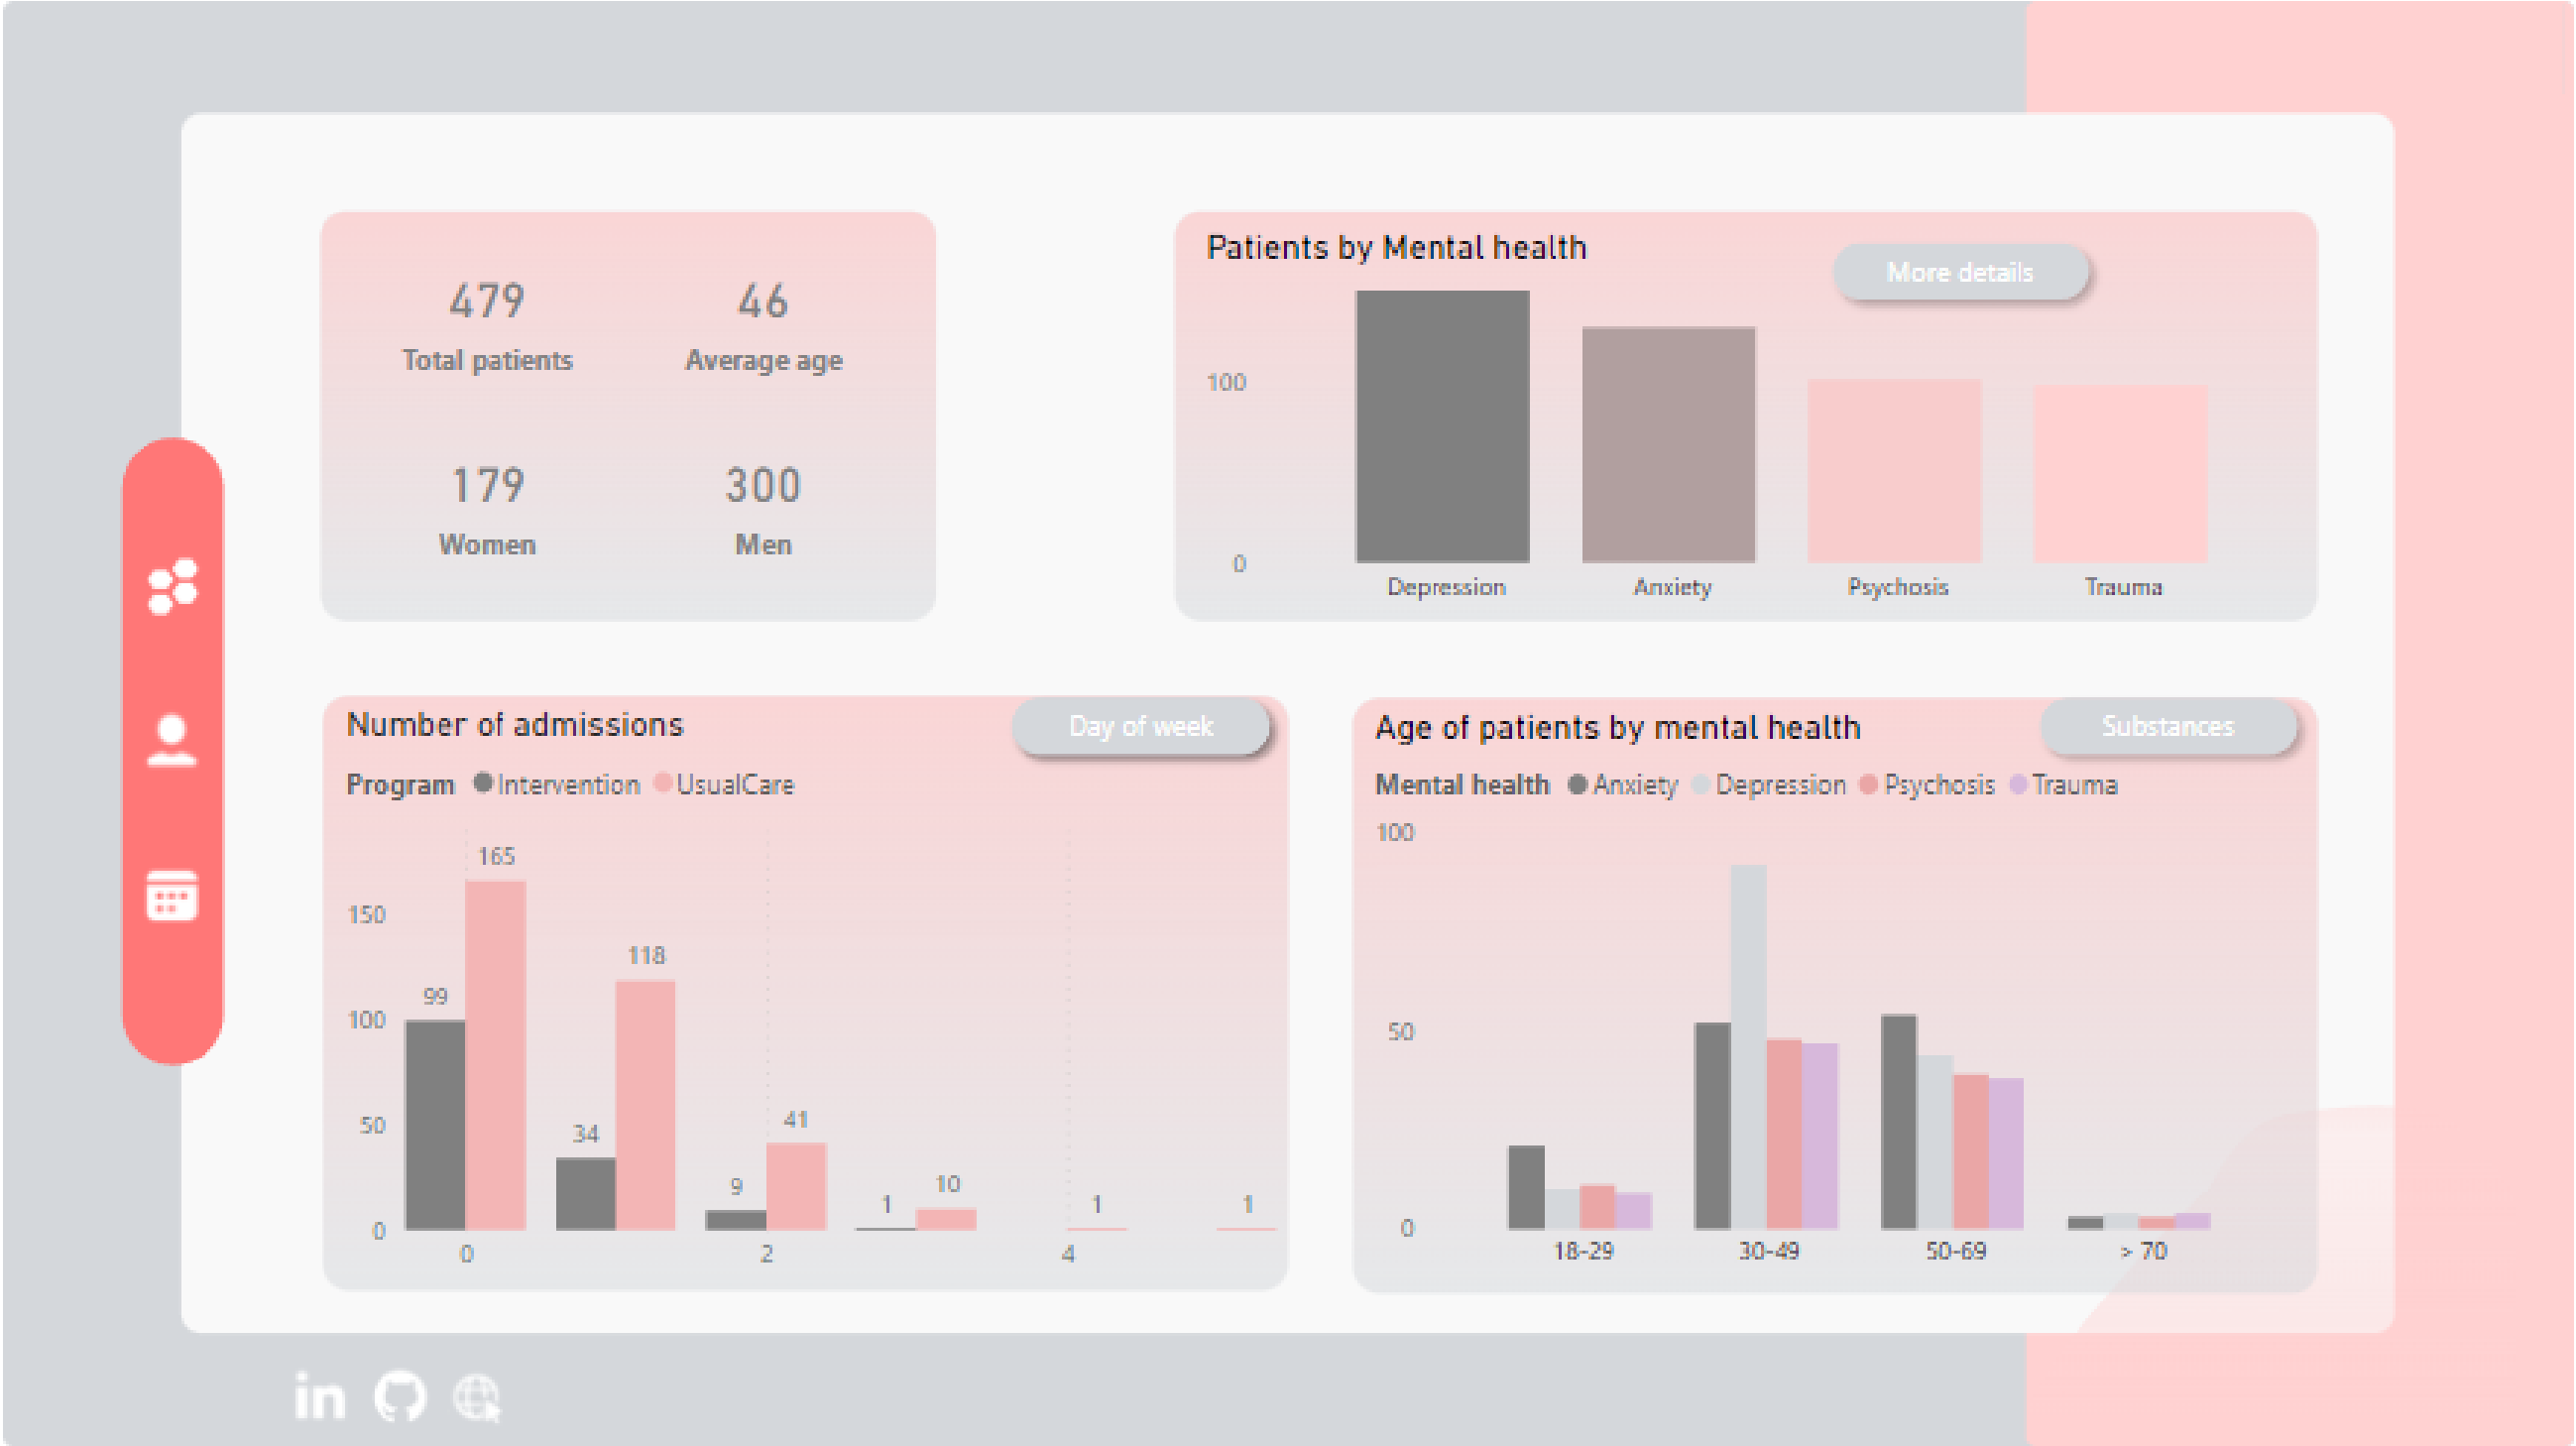 479
Total patients
46
Average age
179
Women
300
Men
Patients by Mental health
More details
100
0
Depression Anxiety Psychosis Trauma
Number of admissions
Day of week
Program Intervention UsualCare
165
150
118
99
100
50
34
41
9
1
10
1
1
0
0 2 4
Age of patients by mental health
Substances
Mental health Anxiety Depression Psychosis Trauma
100
50
0
18-29 30-49 50-69 > 70
in